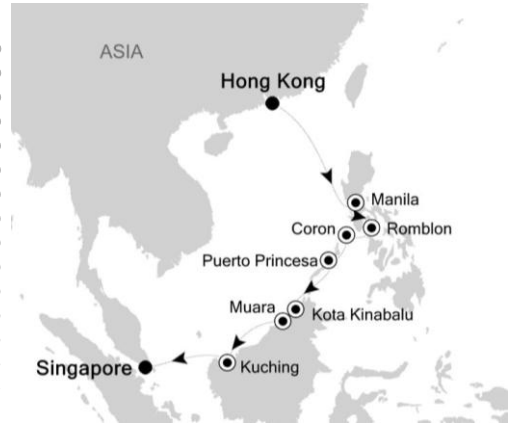 ASIA
Hong Kong
Manila
Coron
Romblon
Puerto Princesa
Muara
Kota Kinabalu
Singapore
Kuching